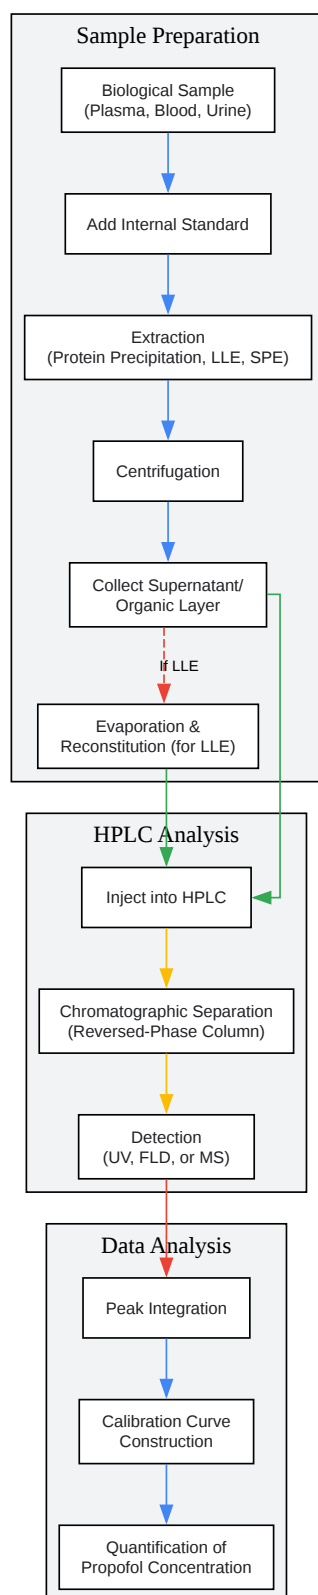 Sample Preparation
Biological Sample
(Plasma, Blood, Urine)
Add Internal Standard
Extraction
(Protein Precipitation, LLE, SPE)
Centrifugation
Collect Supernatant/
Organic Layer
If LLE
Evaporation &
Reconstitution (for LLE)
HPLC Analysis
Inject into HPLC
Chromatographic Separation
(Reversed-Phase Column)
Detection
(UV, FLD, or MS)
Data Analysis
Peak Integration
Calibration Curve
Construction
Quantification of
Propofol Concentration